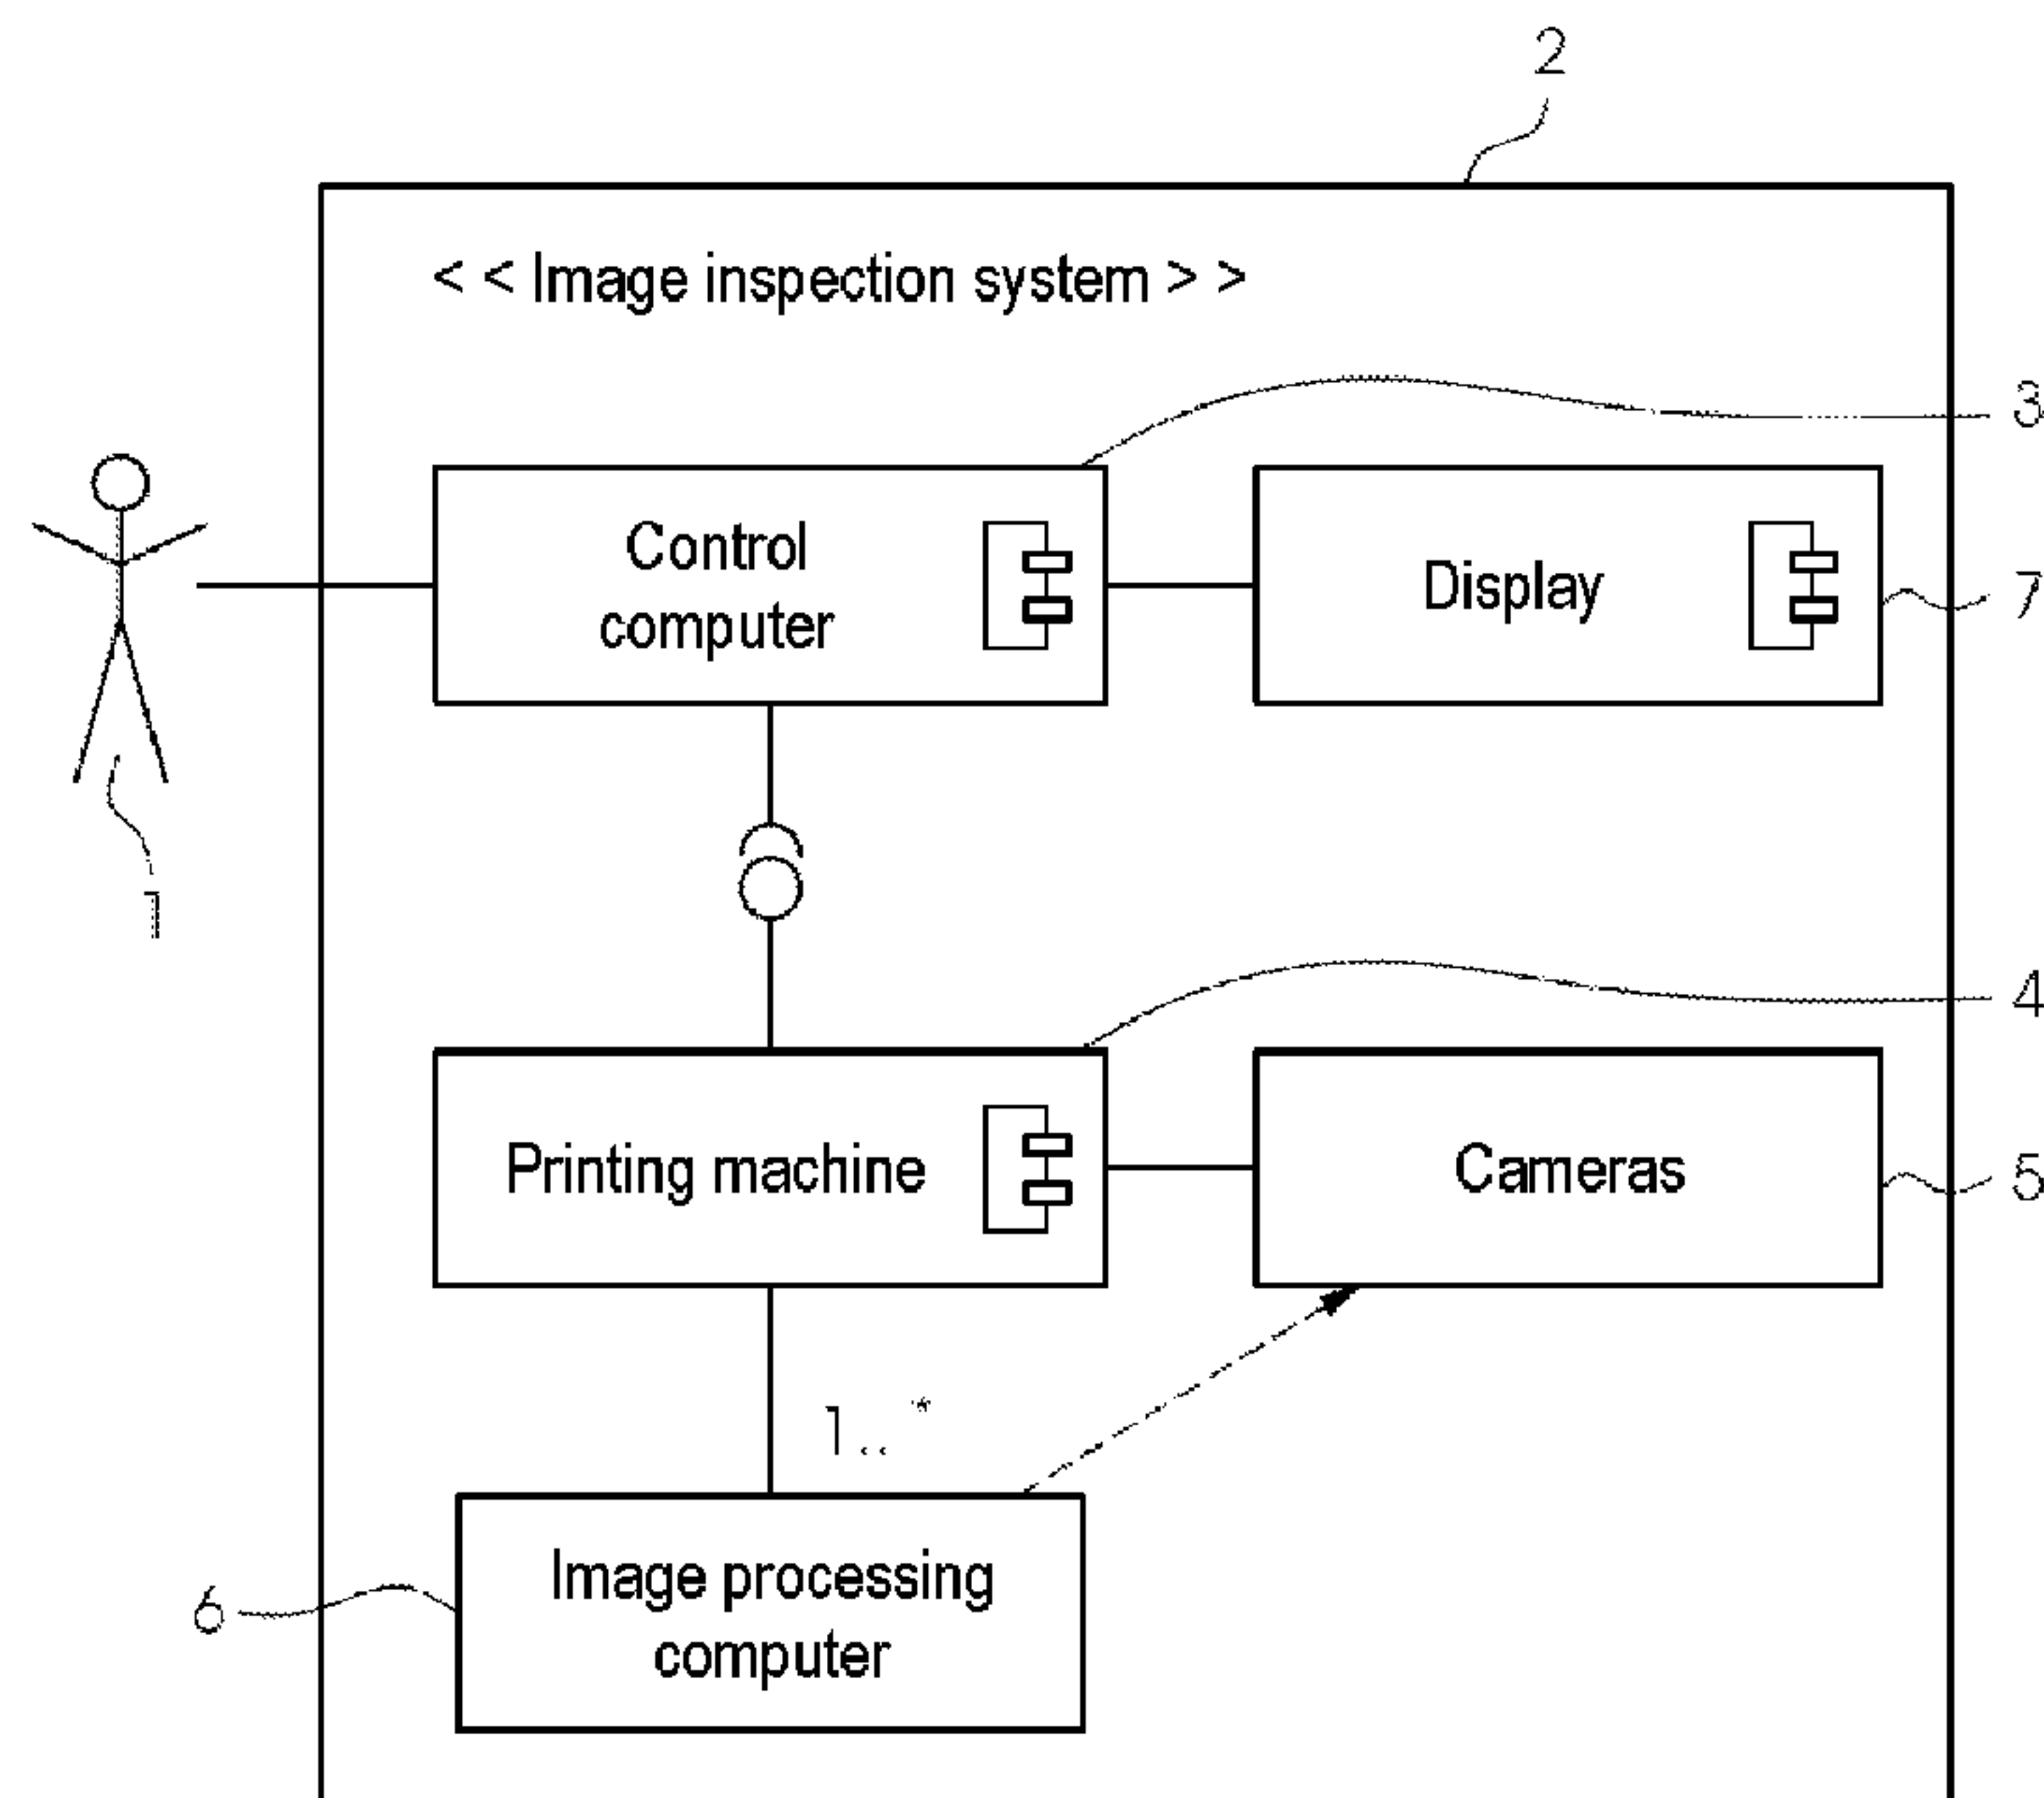 2
< < Image inspection system > >
3
Control
computer
Display
7
1
4
Printing machine
Cameras
5
1..*
Image processing
computer
6